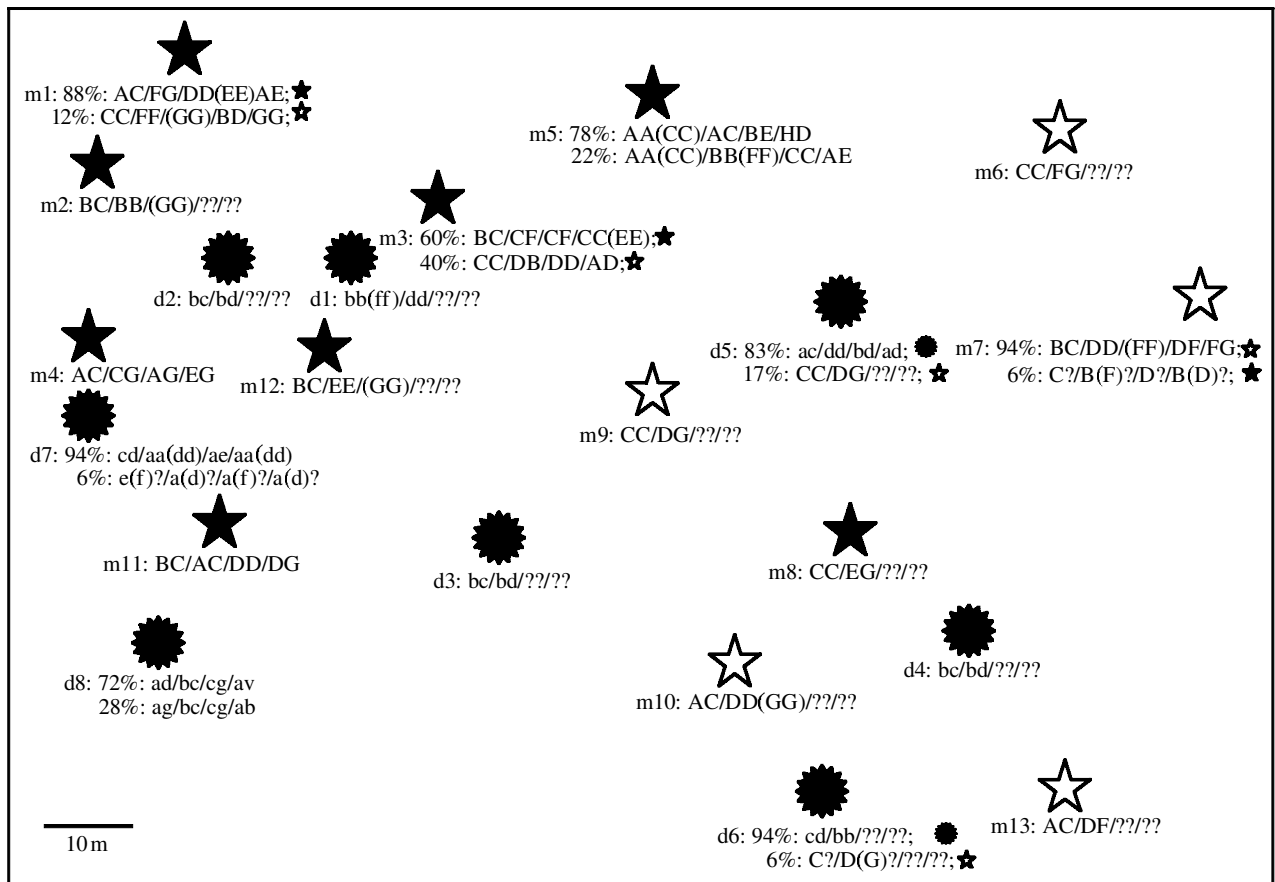 m1: 88%: AC/FG/DD(EE)AE;
12%: CC/FF/(GG)/BD/GG;
m5: 78%: AA(CC)/AC/BE/HD
22%: AA(CC)/BB(FF)/CC/AE
m6: CC/FG/??/??
m2: BC/BB/(GG)/??/??
m3: 60%: BC/CF/CF/CC(EE);
40%: CC/DB/DD/AD;
d2: bc/bd/??/??
d1: bb(ff)/dd/??/??
d5: 83%: ac/dd/bd/ad;
17%: CC/DG/??/??;
m7: 94%: BC/DD/(FF)/DF/FG;
6%: C?/B(F)?/D?/B(D)?;
m4: AC/CG/AG/EG
m12: BC/EE/(GG)/??/??
m9: CC/DG/??/??
d7: 94%: cd/aa(dd)/ae/aa(dd)
6%: e(f)?/a(d)?/a(f)?/a(d)?
m11: BC/AC/DD/DG
d3: bc/bd/??/??
m8: CC/EG/??/??
d8: 72%: ad/bc/cg/av
28%: ag/bc/cg/ab
m10: AC/DD(GG)/??/??
d4: bc/bd/??/??
10 m
d6: 94%: cd/bb/??/??;
6%: C?/D(G)?/??/??;
m13: AC/DF/??/??